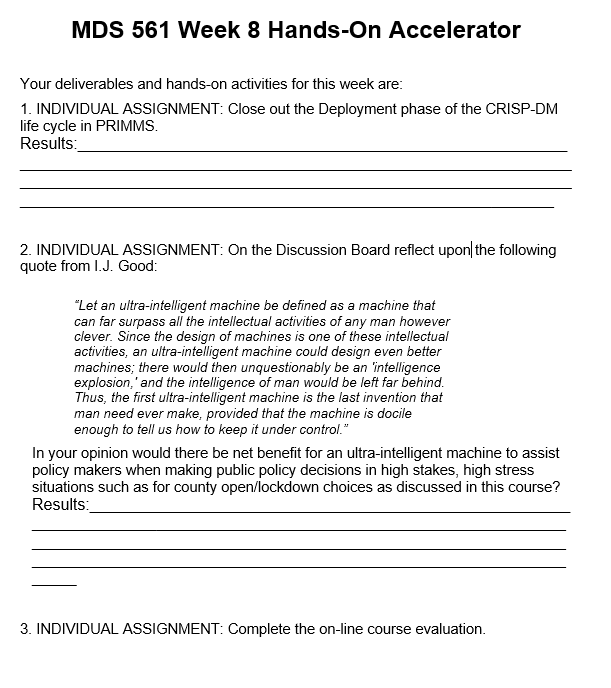 MDS 561 Week 8 Hands-On Accelerator
Your deliverables and hands-on activities for this week are:
1. INDIVIDUAL ASSIGNMENT: Close out the Deployment phase of the CRISP-DM
life cycle in PRIMMS.
Results:
2. INDIVIDUAL ASSIGNMENT: On the Discussion Board reflect upon the following
quote from I.J. Good:
“Let an ultra-intelligent machine be defined as a machine that
can far surpass all the intellectual activities of any man however
clever. Since the design of machines is one of these intellectual
activities, an ultra-intelligent machine could design even better
machines; there would then unquestionably be an 'intelligence
explosion,' and the intelligence of man would be left far behind.
Thus, the first ultra-intelligent machine is the last invention that
man need ever make, provided that the machine is docile
enough to tell us how to keep it under control.”
In your opinion would there be net benefit for an ultra-intelligent machine to assist
policy makers when making public policy decisions in high stakes, high stress
situations such as for county open/lockdown choices as discussed in this course?
Results:
3. INDIVIDUAL ASSIGNMENT: Complete the on-line course evaluation.